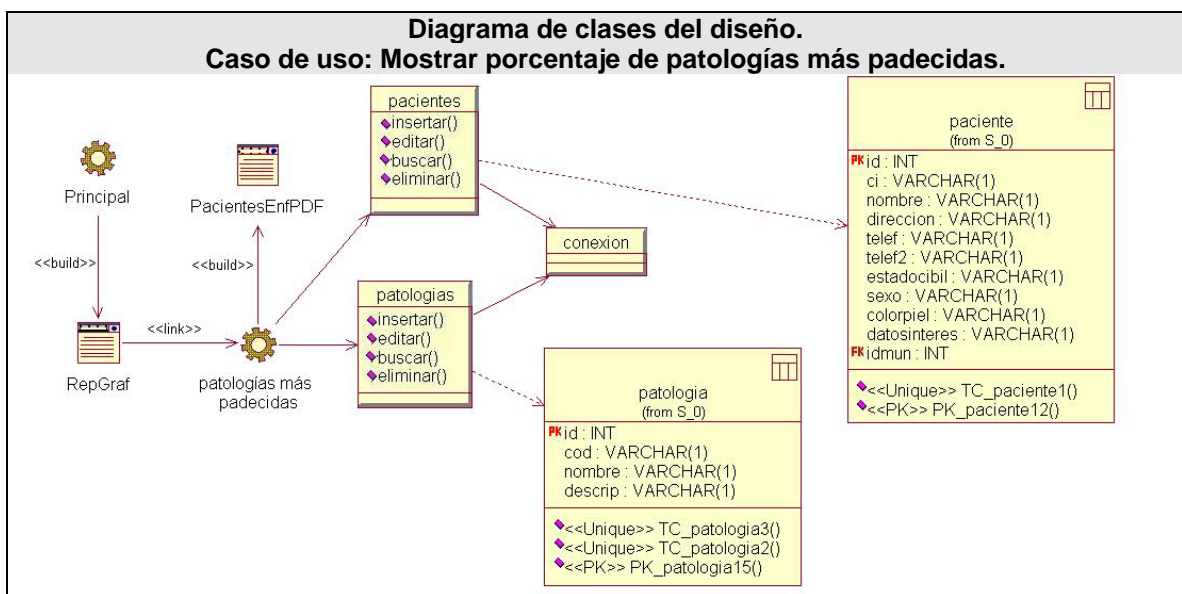 Diagrama de clases del diseño.
Caso de uso: Mostrar porcentaje de patologías más padecidas.
Principal
<<build>>
RepGraf
<<link>>
PacientesEnfPDF
<<build>>
patologías más
padecidas
pacientes
insertar()
editar()
buscar()
eliminar()
patologias
insertar()
editar()
buscar()
eliminar()
conexion
patologia
(from S_0)
PK id : INT
cod : VARCHAR(1)
nombre : VARCHAR(1)
descrip : VARCHAR(1)
<<Unique>> TC_patologia3()
<<Unique>> TC_patologia2()
<<PK>> PK_patologia15()
paciente
(from S_0)
PK id : INT
ci : VARCHAR(1)
nombre : VARCHAR(1)
direccion : VARCHAR(1)
telef : VARCHAR(1)
telef2 : VARCHAR(1)
estadocibil : VARCHAR(1)
sexo : VARCHAR(1)
colorpiel : VARCHAR(1)
datosinteres : VARCHAR(1)
FK idmun : INT
<<Unique>> TC_paciente1()
<<PK>> PK_paciente12()